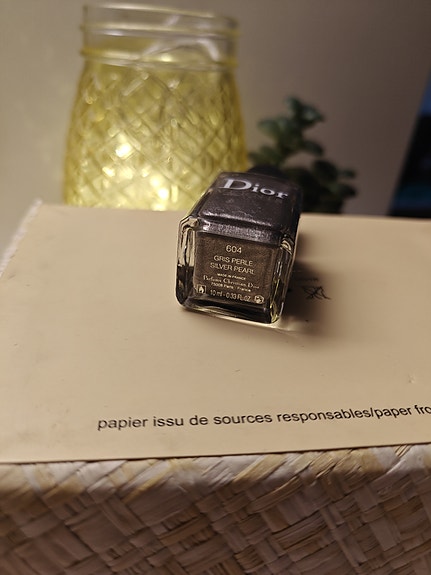 Dior
604
GRIS PERLE
SILVER PEARL
MADE IN FRANCE
Parfums Christian Dior
75008 Paris - France
10 ml - 0.33 FL.OZ
papier issu de sources responsables/paper fro